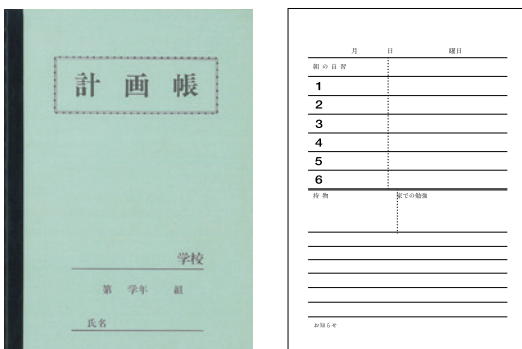 計画帳
学校
第 学年 組
氏名
月 日 曜日
朝の自習
1
2
3
4
5
6
持物 家での勉強
お知らせ